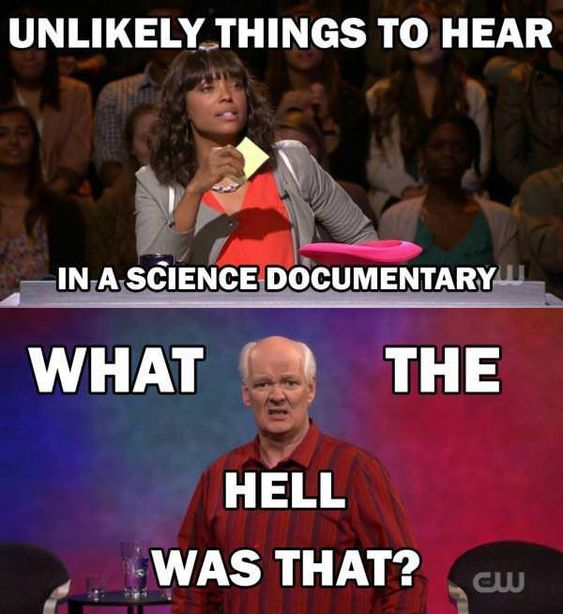 UNLIKELY THINGS TO HEAR
IN A SCIENCE DOCUMENTARY
WHAT THE
HELL
WAS THAT?
CW